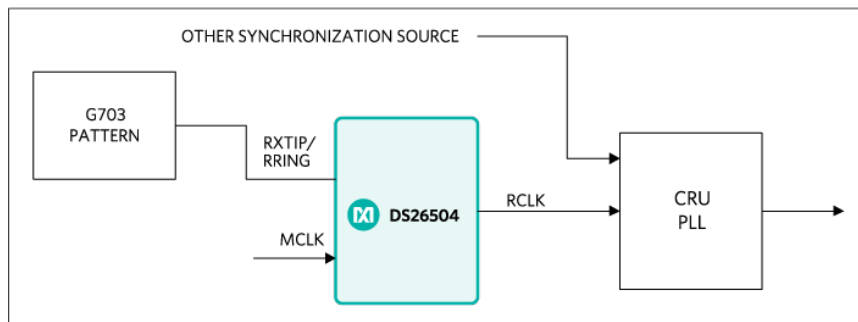 OTHER SYNCHRONIZATION SOURCE
G703
PATTERN
RXTIP/
RRING
DS26504
RCLK
MCLK
CRU
PLL